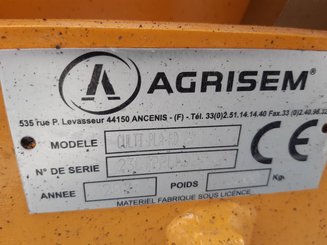 AGRISEM®
535 rue P. Levasseur 44150 ANCENIS - (F) - Tél. 33(0)2.51.14.14.40 Fax.33 (0)2.40.96.32
MODELE
N° DE SERIE
ANNEE POIDS Kg.
MATERIEL FABRIQUE SOUS LICENCE
CE